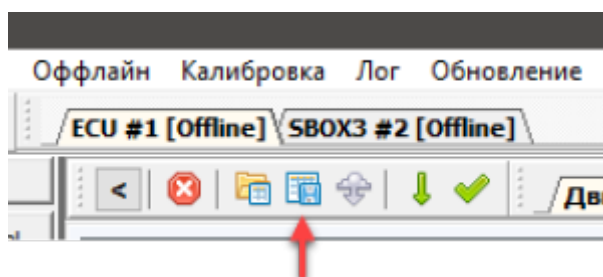 Оффлайн Калибровка Лог Обновление
ECU #1 [Offline] SBOX3 #2 [Offline]
<